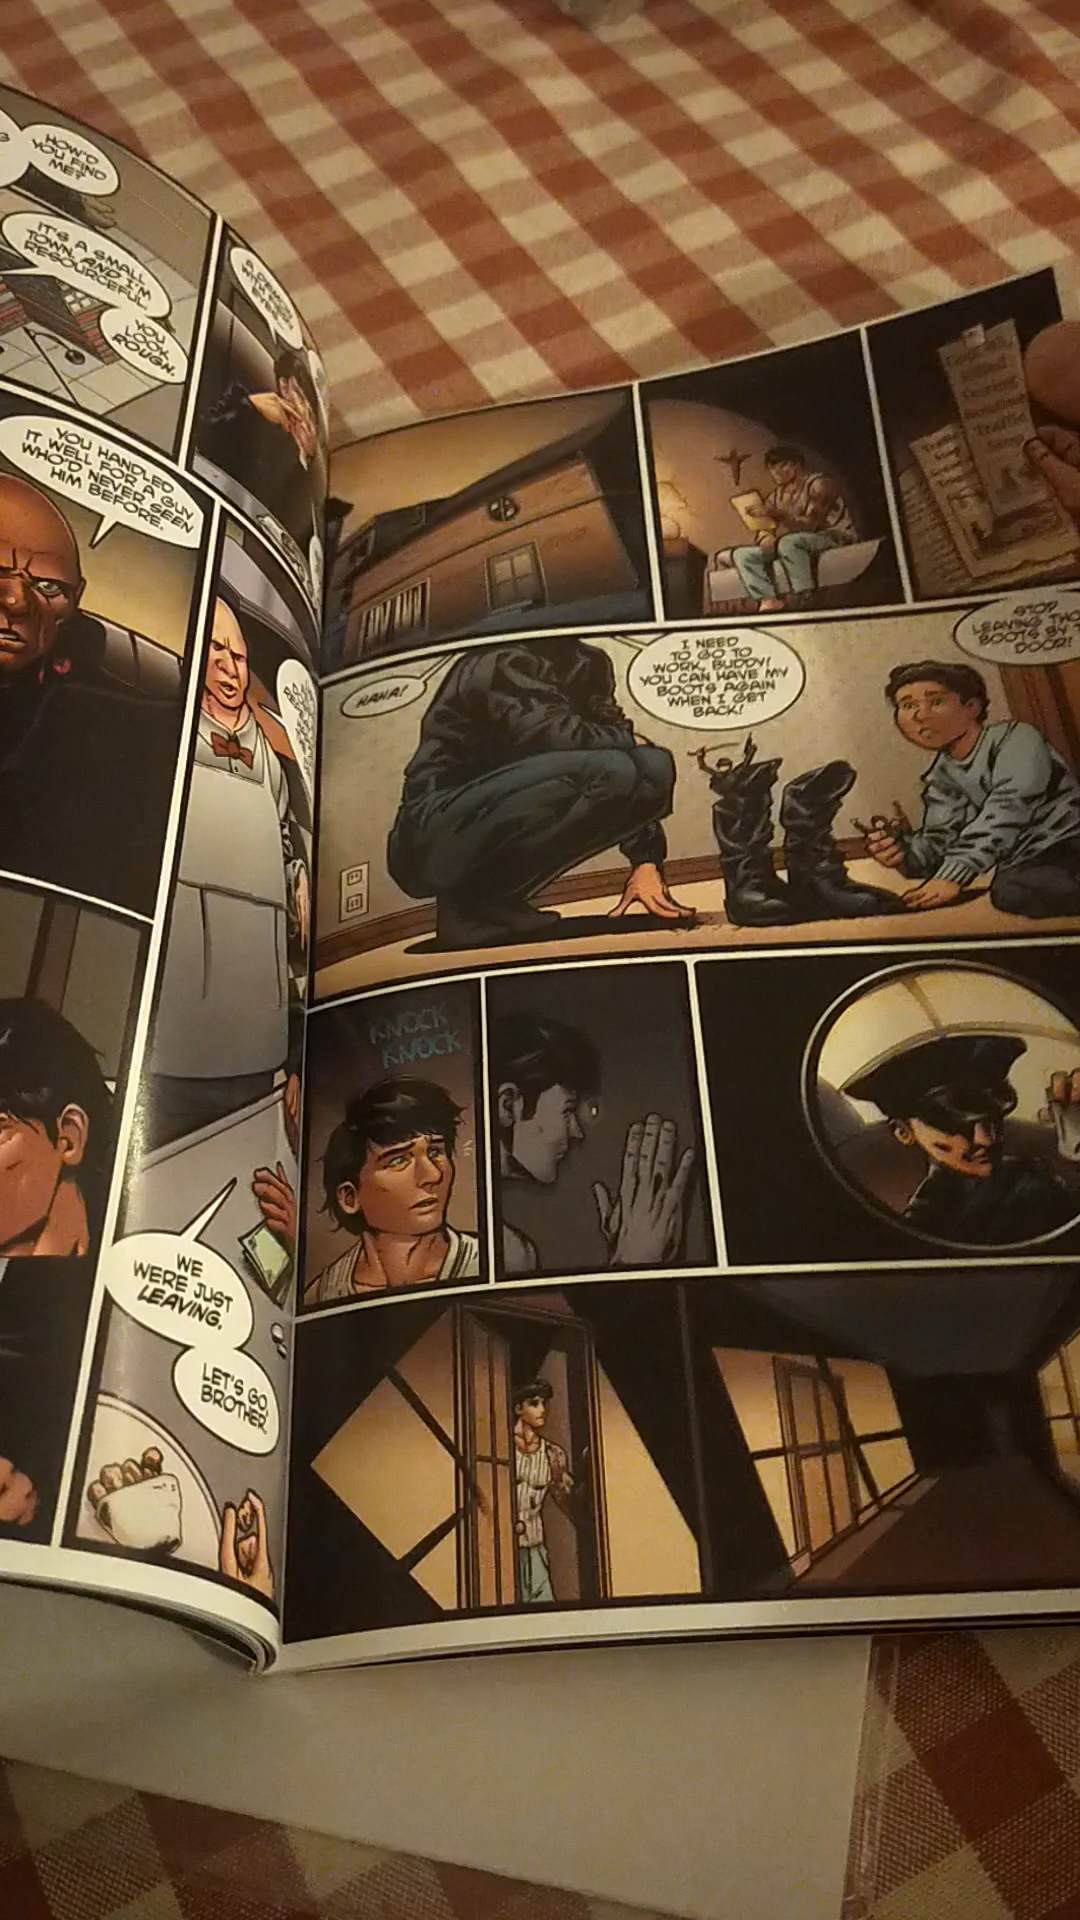 HOW'D
YOU FIND
ME?
IT'S A SMALL
TOWN. AND I'M
RESOURCEFUL.
YOU
LOOK
ROUGH.
YOU HANDLED
IT WELL FOR A GUY
WHO'D NEVER SEEN
HIM BEFORE.
WE
WERE JUST
LEAVING.
LET'S GO,
BROTHER.
Traffic
Stop
HAHA!
I NEED
TO GO TO
WORK, BUDDY!
YOU CAN HAVE MY
BOOTS AGAIN
WHEN I GET
BACK!
STOP
LEAVING
BOOTS BY
DOOR!
KNOCK
KNOCK